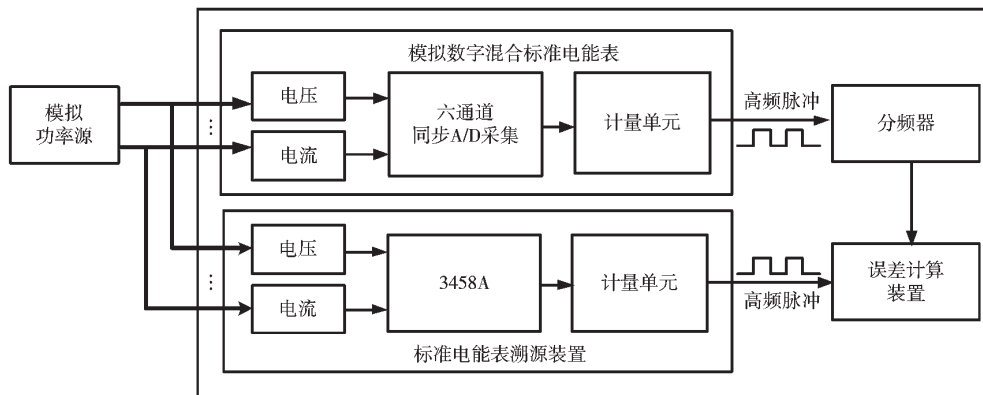 模拟数字混合标准电能表
模拟
功率源
电压
电流
六通道
同步A/D采集
计量单元
高频脉冲
分频器
电压
电流
3458A
计量单元
高频脉冲
误差计算
装置
标准电能表溯源装置